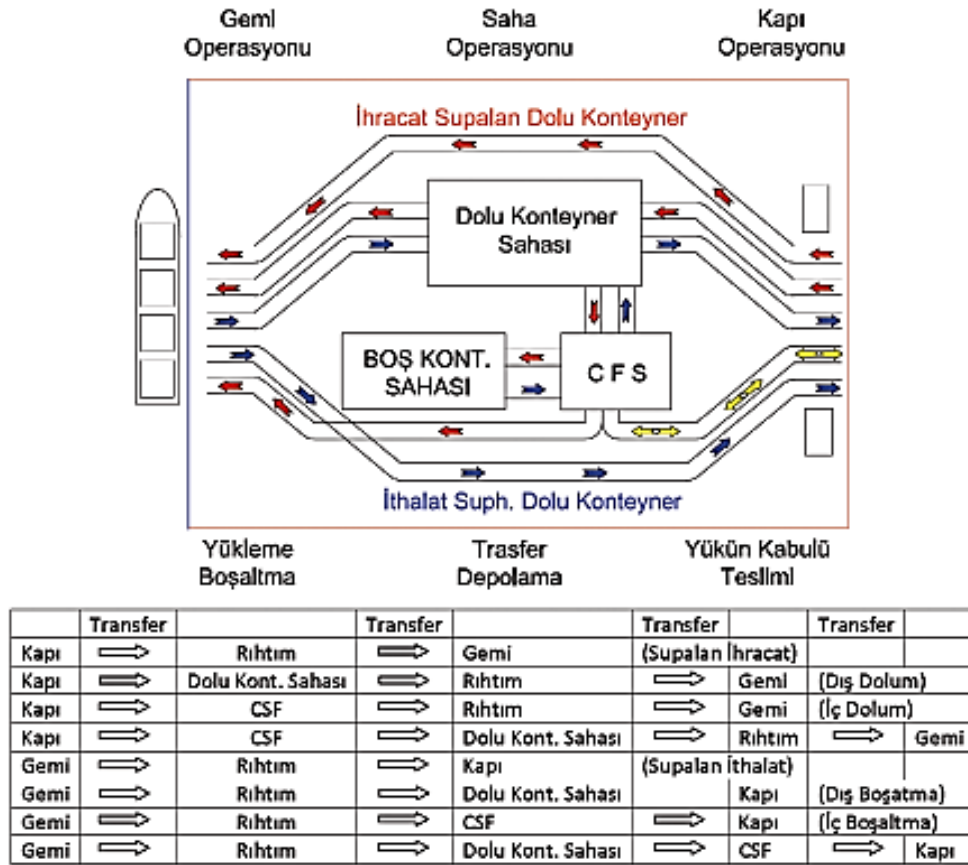 Gemi Operasyonu
Saha Operasyonu
Kapı Operasyonu
İhracat Supalan Dolu Konteyner
Dolu Konteyner
Sahası
BOŞ KONT.
SAHASI
C F S
İthalat Suph. Dolu Konteyner
Yükleme Boşaltma
Trasfer Depolama
Yükün Kabulü Teslimi
Transfer Transfer Transfer Transfer
Kapı Rıhtım Gemi (Supalan İhracat)
Kapı Dolu Kont. Sahası Rıhtım Gemi (Dış Dolum)
Kapı CSF Rıhtım Gemi (İç Dolum)
Kapı CSF Dolu Kont. Sahası Rıhtım Gemi
Gemi Rıhtım Kapı (Supalan İthalat)
Gemi Rıhtım Dolu Kont. Sahası Kapı (Dış Boşatma)
Gemi Rıhtım CSF Kapı (İç Boşaltma)
Gemi Rıhtım Dolu Kont. Sahası CSF Kapı